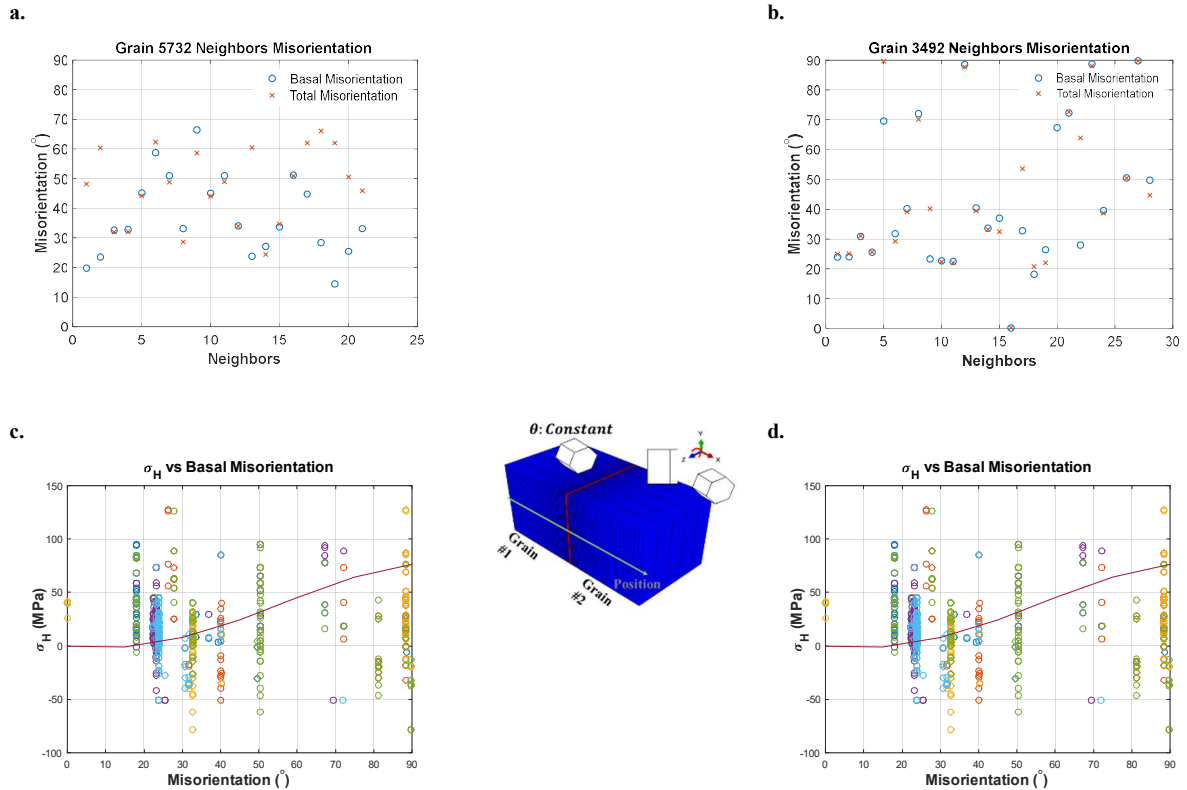 a.
Grain 5732 Neighbors Misorientation
Basal Misorientation
Total Misorientation
90
80
70
60
50
40
30
20
10
0
Misorientation (°)
0 5 10 15 20 25
Neighbors
b.
Grain 3492 Neighbors Misorientation
Basal Misorientation
Total Misorientation
90
80
70
60
50
40
30
20
10
0
Misorientation (°)
0 5 10 15 20 25 30
Neighbors
c.
σH vs Basal Misorientation
150
100
50
0
-50
-100
σH (MPa)
0 10 20 30 40 50 60 70 80 90
Misorientation (°)
θ: Constant
Y
Z
X
Grain
#1
Grain
#2
Position
d.
σH vs Basal Misorientation
150
100
50
0
-50
-100
σH (MPa)
0 10 20 30 40 50 60 70 80 90
Misorientation (°)